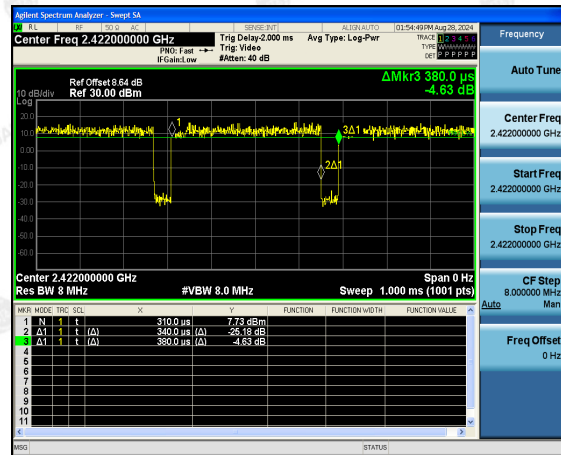 Agilent Spectrum Analyzer - Swept SA
RL RF 50 Ω AC SENSE:INT ALIGN AUTO 01:54:49 PM Aug 28, 2024
Center Freq 2.422000000 GHz
PNO: Fast
IFGain:Low
Trig Delay-2.000 ms
Trig: Video
#Atten: 40 dB
Avg Type: Log-Pwr
TRACE 1 2 3 4 5 6
TYPE
DET P P P P P P
Ref Offset 8.64 dB
Ref 30.00 dBm
10 dB/div
Log
ΔMkr3 380.0 µs
-4.63 dB
20.0
10.0
0.00
-10.0
-20.0
-30.0
-40.0
-50.0
-60.0
1
3Δ1
2Δ1
Center 2.422000000 GHz Span 0 Hz
Res BW 8 MHz #VBW 8.0 MHz Sweep 1.000 ms (1001 pts)
MKR MODE TRC SCL X Y FUNCTION FUNCTION WIDTH FUNCTION VALUE
1 N 1 t 310.0 µs 7.73 dBm
2 Δ1 1 t (Δ) 340.0 µs (Δ) -25.18 dB
3 Δ1 1 t (Δ) 380.0 µs (Δ) -4.63 dB
4
5
6
7
8
9
10
11
MSG STATUS
Frequency
Auto Tune
Center Freq
2.422000000 GHz
Start Freq
2.422000000 GHz
Stop Freq
2.422000000 GHz
CF Step
8.000000 MHz
Auto Man
Freq Offset
0 Hz